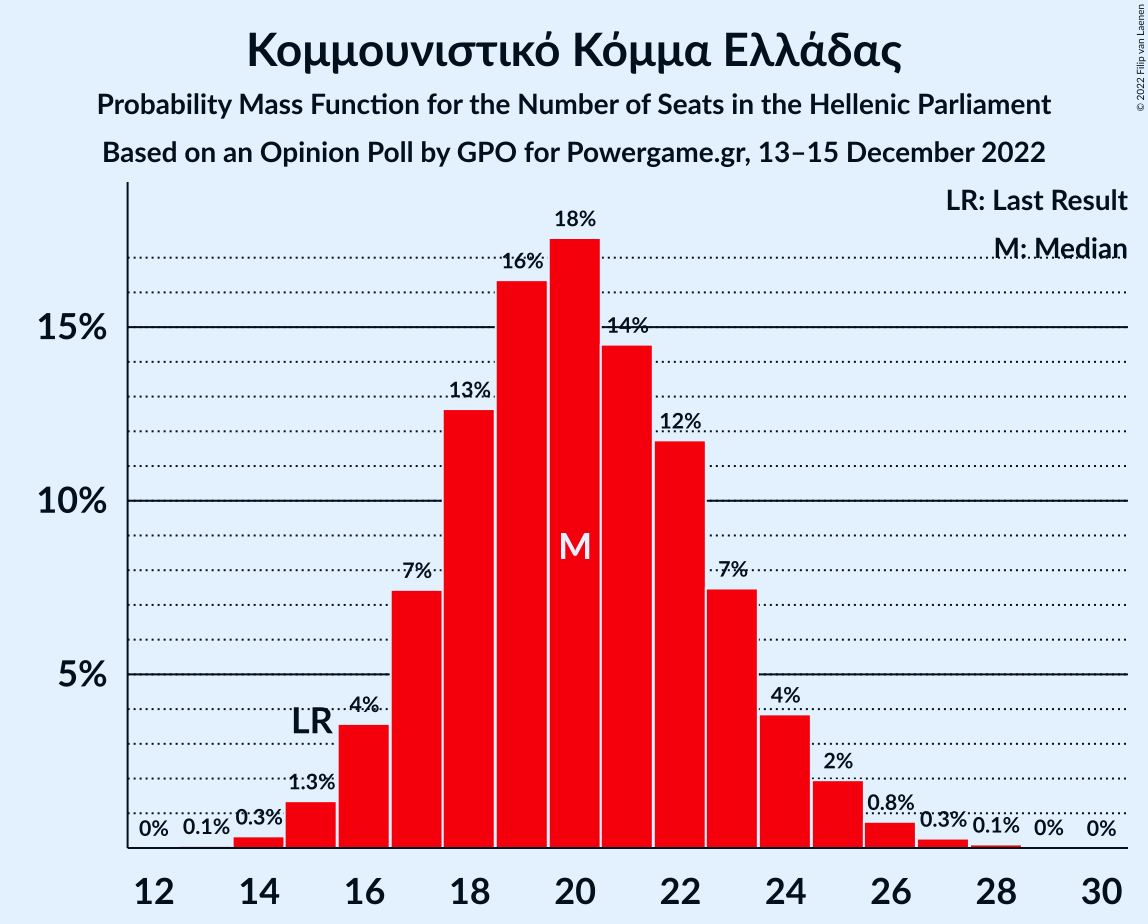 Κομμουνιστικό Κόμμα Ελλάδας
Probability Mass Function for the Number of Seats in the Hellenic Parliament
Based on an Opinion Poll by GPO for Powergame.gr, 13–15 December 2022
© 2022 Filip van Laenen
LR: Last Result
M: Median
15%
10%
5%
0%
0.1%
0.3%
1.3%
LR
4%
7%
13%
16%
18%
M
14%
12%
7%
4%
2%
0.8%
0.3%
0.1%
0%
0%
12 14 16 18 20 22 24 26 28 30